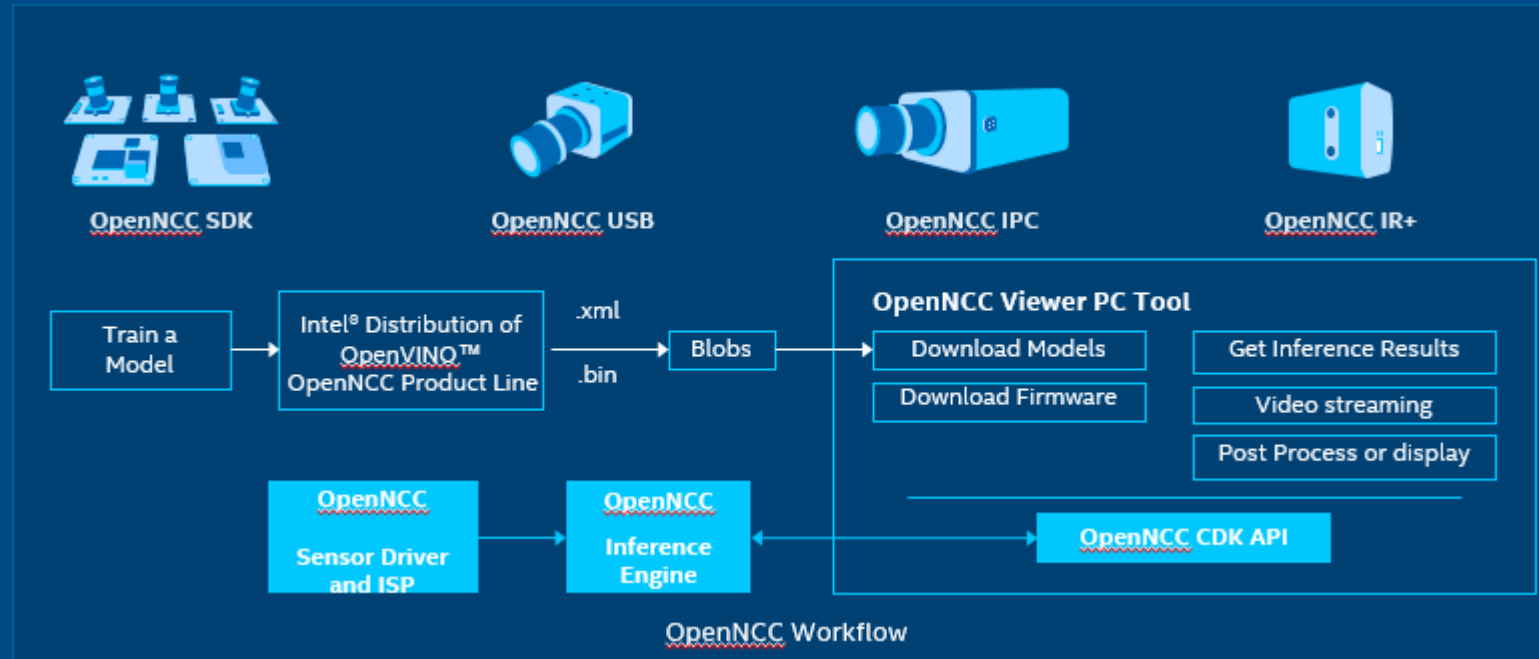 OpenNCC SDK
OpenNCC USB
OpenNCC IPC
OpenNCC IR+
Train a
Model
Intel® Distribution of
OpenVINO™
OpenNCC Product Line
.xml
.bin
Blobs
OpenNCC Viewer PC Tool
Download Models
Download Firmware
Get Inference Results
Video streaming
Post Process or display
OpenNCC
Sensor Driver
and ISP
OpenNCC
Inference
Engine
OpenNCC CDK API
OpenNCC Workflow